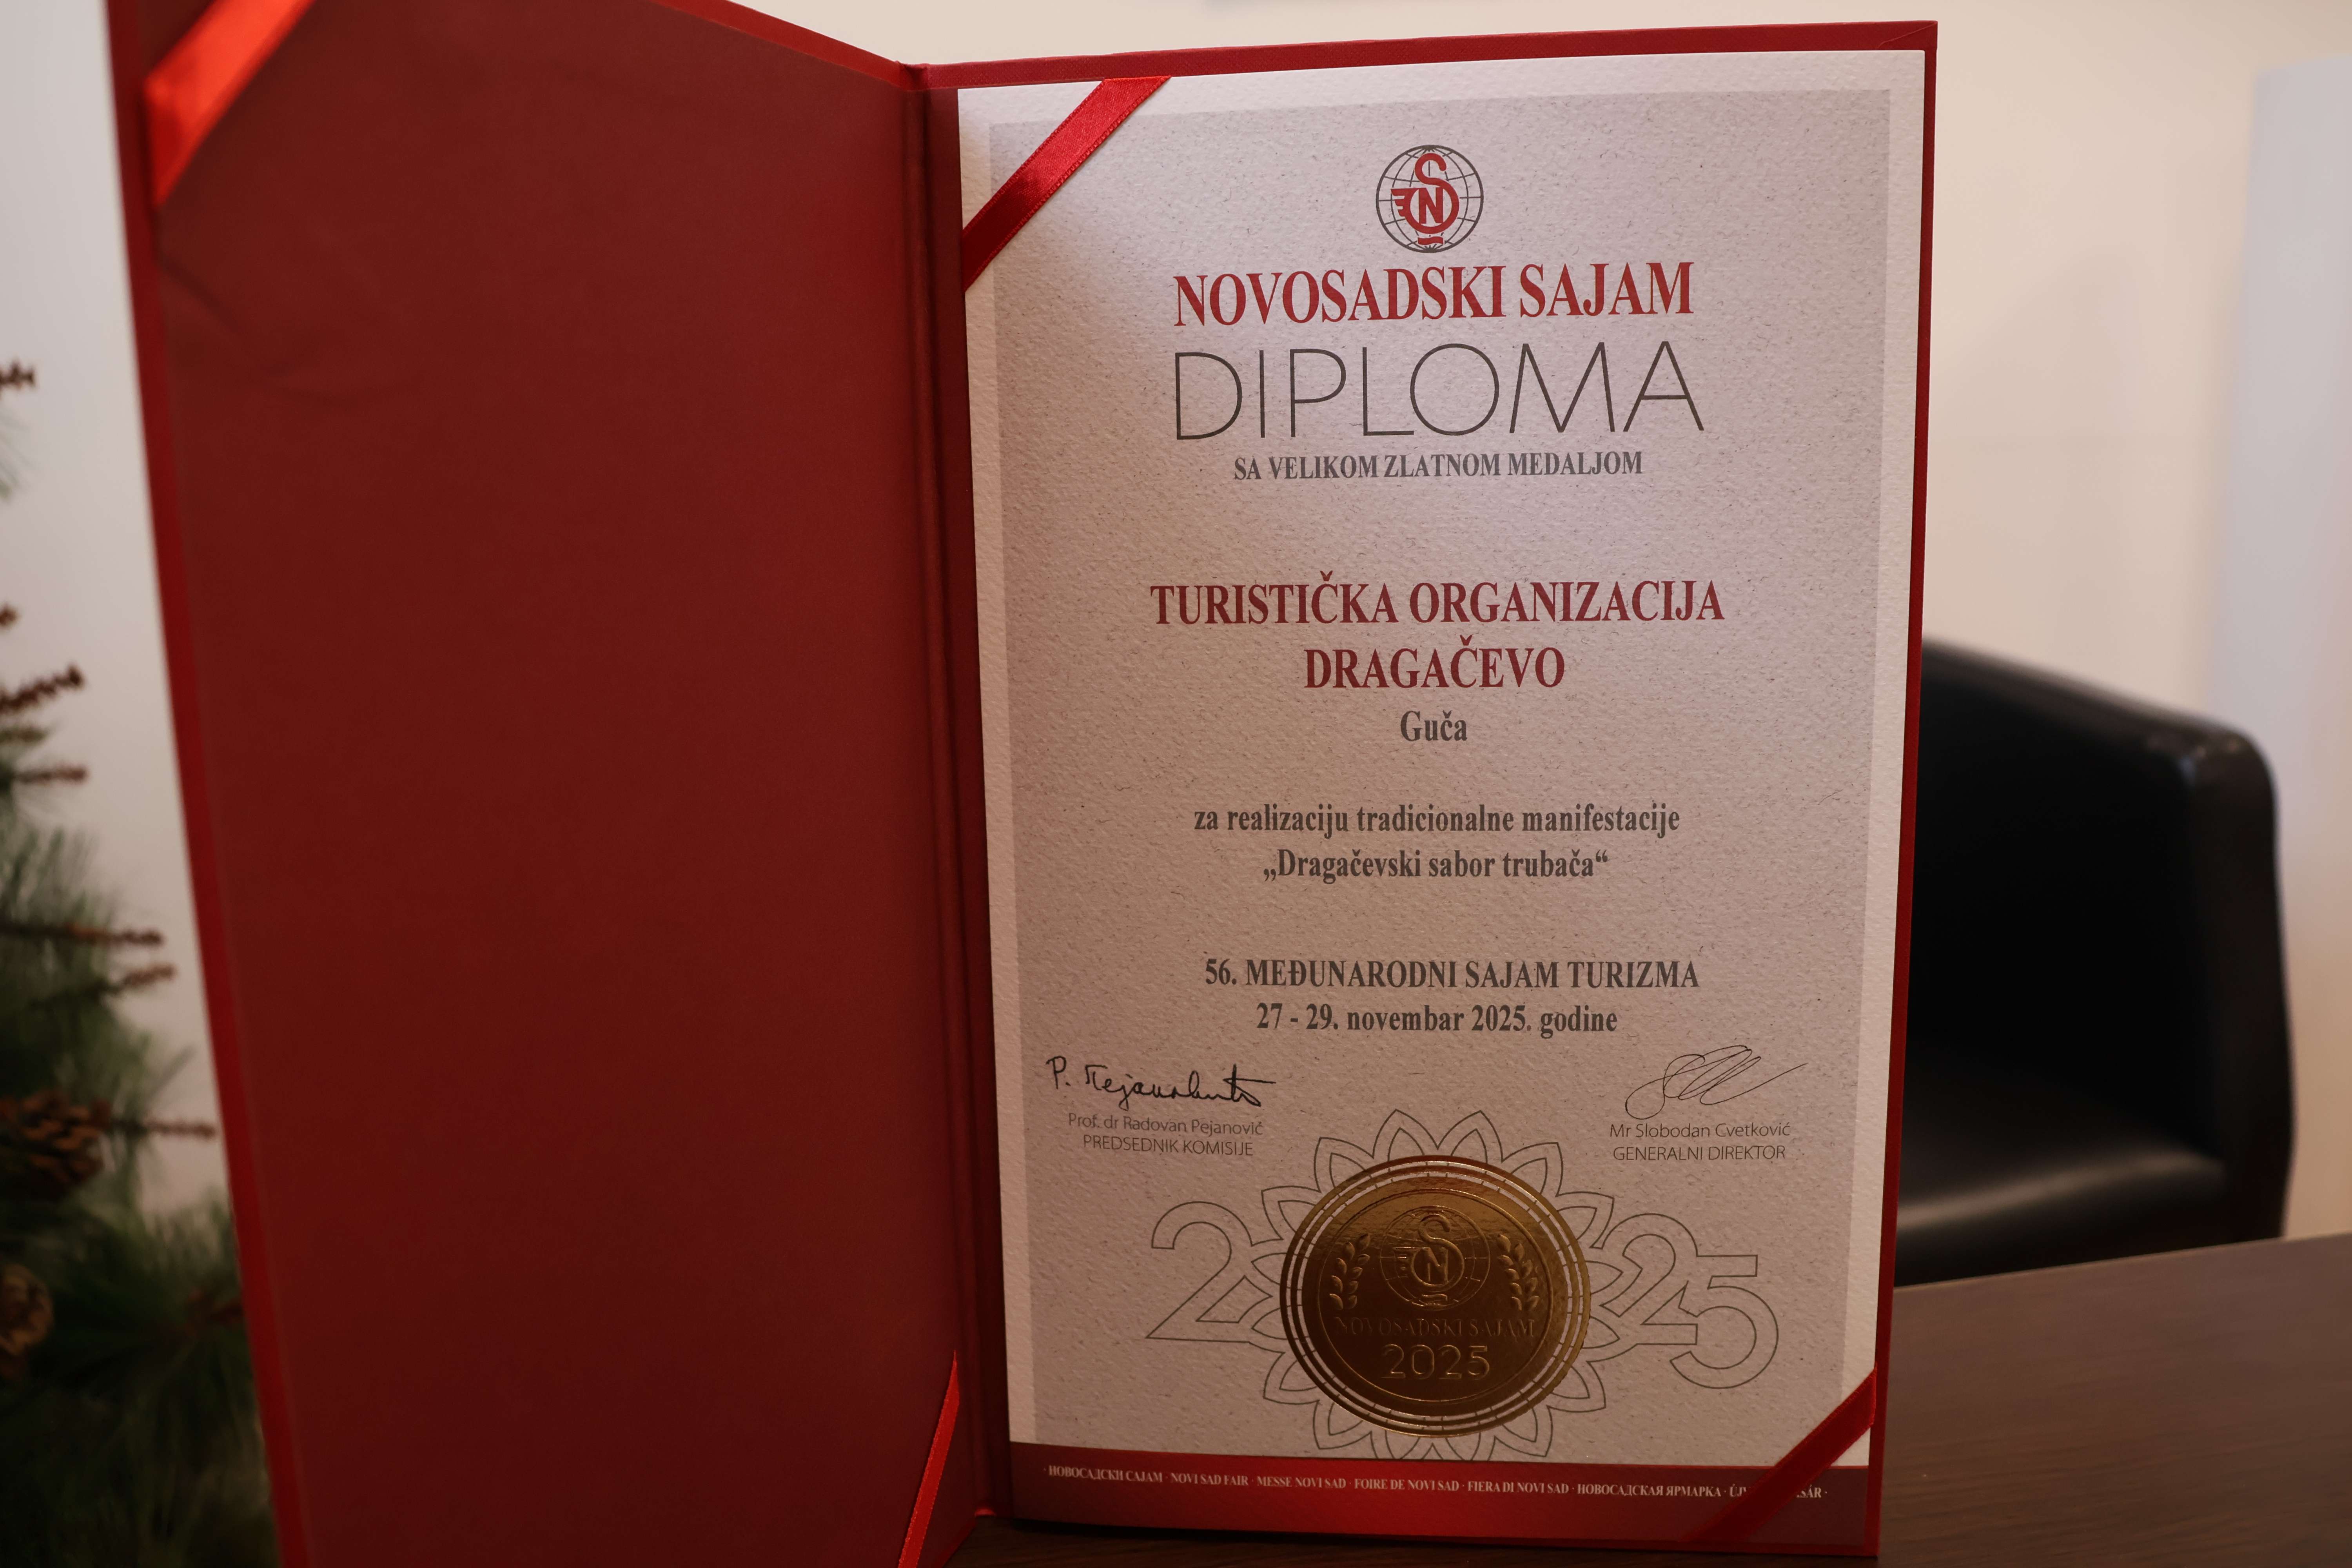 NOVOSADSKI SAJAM
DIPLOMA
SA VELIKOM ZLATNOM MEDALJOM
TURISTIČKA ORGANIZACIJA
DRAGAČEVO
Guča
za realizaciju tradicionalne manifestacije
„Dragačevski sabor trubača“
56. MEĐUNARODNI SAJAM TURIZMA
27 - 29. novembar 2025. godine
Prof. dr Radovan Pejanović
PREDSEDNIK KOMISIJE
Mr Slobodan Cvetković
GENERALNI DIREKTOR
2025
NOVOSADSKI SAJAM
2025
· НОВОСАДСКИ САЈАМ · NOVI SAD FAIR · MESSE NOVI SAD · FOIRE DE NOVI SAD · FIERA DI NOVI SAD · НОВОСАДСКАЯ ЯРМАРКА ·